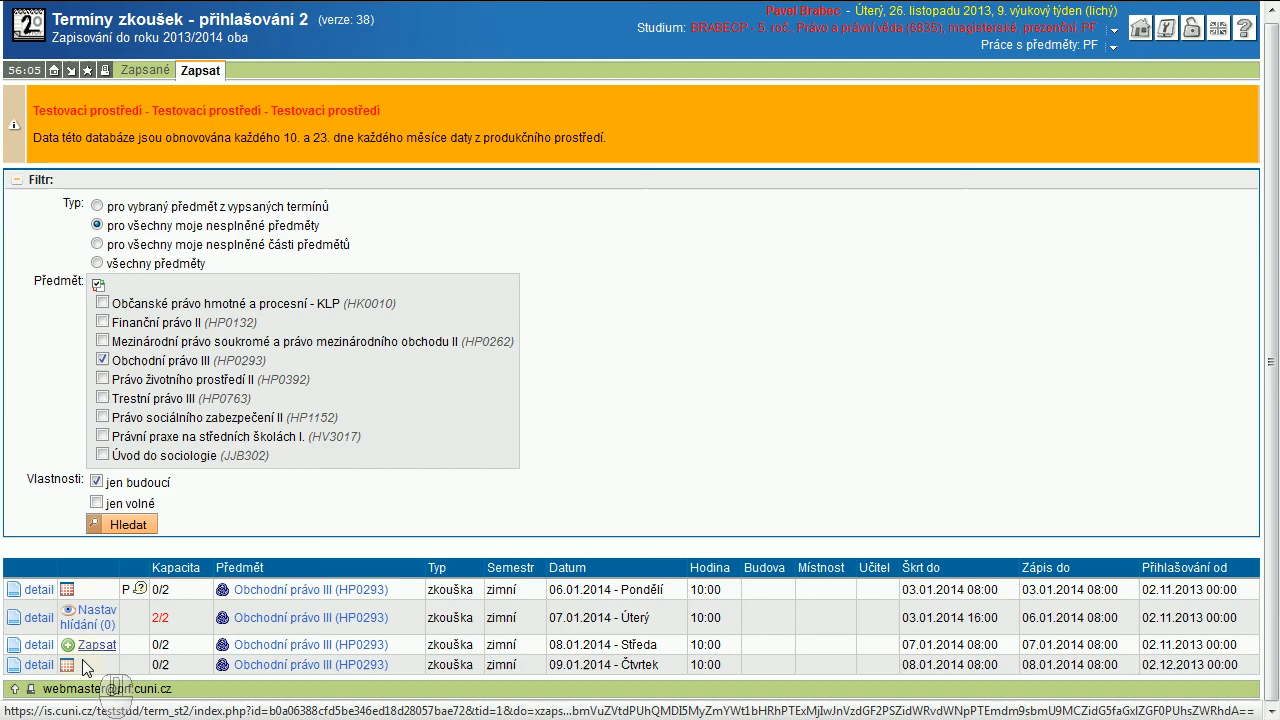 Termíny zkoušek - přihlašování 2 (verze: 38)
Zapisování do roku 2013/2014 oba
Pavel Brabec - Úterý, 26. listopadu 2013, 9. výukový týden (lichý)
Studium: BRABECP - 5. roč., Právo a právní věda (6835), magisterské, prezenční, PF
Práce s předměty: PF
56:05 Zapsané Zapsat
Testovací prostředí - Testovací prostředí - Testovací prostředí
Data této databáze jsou obnovována každého 10. a 23. dne každého měsíce daty z produkčního prostředí.
Filtr:
Typ: pro vybraný předmět z vypsaných termínů
pro všechny moje nesplněné předměty
pro všechny moje nesplněné části předmětů
všechny předměty
Předmět:
Občanské právo hmotné a procesní - KLP (HK0010)
Finanční právo II (HP0132)
Mezinárodní právo soukromé a právo mezinárodního obchodu II (HP0262)
Obchodní právo III (HP0293)
Právo životního prostředí II (HP0392)
Trestní právo III (HP0763)
Právo sociálního zabezpečení II (HP1152)
Právní praxe na středních školách I. (HV3017)
Úvod do sociologie (JJB302)
Vlastnosti: jen budoucí
jen volné
Hledat
Kapacita Předmět Typ Semestr Datum Hodina Budova Místnost Učitel Škrt do Zápis do Přihlašování od
detail P 0/2 Obchodní právo III (HP0293) zkouška zimní 06.01.2014 - Pondělí 10:00 03.01.2014 08:00 03.01.2014 08:00 02.11.2013 00:00
detail Nastav hlídání (0) 2/2 Obchodní právo III (HP0293) zkouška zimní 07.01.2014 - Úterý 10:00 03.01.2014 16:00 06.01.2014 08:00 02.11.2013 00:00
detail Zapsat 0/2 Obchodní právo III (HP0293) zkouška zimní 08.01.2014 - Středa 10:00 07.01.2014 08:00 07.01.2014 08:00 02.11.2013 00:00
detail 0/2 Obchodní právo III (HP0293) zkouška zimní 09.01.2014 - Čtvrtek 10:00 08.01.2014 08:00 08.01.2014 08:00 02.12.2013 00:00
webmaster@prf.cuni.cz